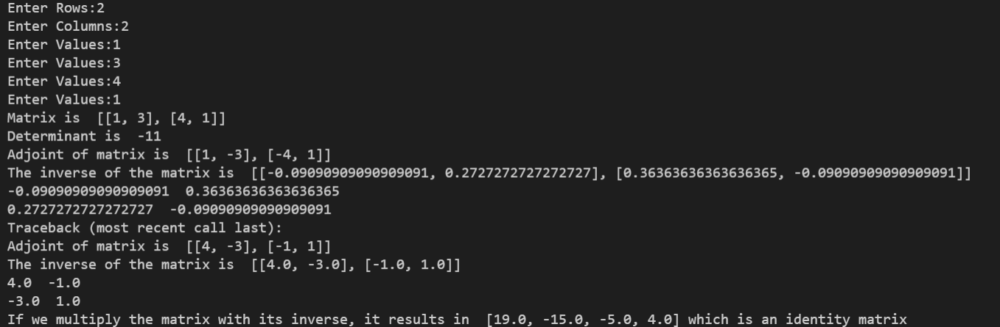 Enter Rows:2
Enter Columns:2
Enter Values:1
Enter Values:3
Enter Values:4
Enter Values:1
Matrix is  [[1, 3], [4, 1]]
Determinant is  -11
Adjoint of matrix is  [[1, -3], [-4, 1]]
The inverse of the matrix is  [[-0.09090909090909091, 0.2727272727272727], [0.36363636363636365, -0.09090909090909091]]
-0.09090909090909091  0.36363636363636365
0.2727272727272727  -0.09090909090909091
Traceback (most recent call last):
Adjoint of matrix is  [[4, -3], [-1, 1]]
The inverse of the matrix is  [[4.0, -3.0], [-1.0, 1.0]]
4.0  -1.0
-3.0  1.0
If we multiply the matrix with its inverse, it results in  [19.0, -15.0, -5.0, 4.0] which is an identity matrix